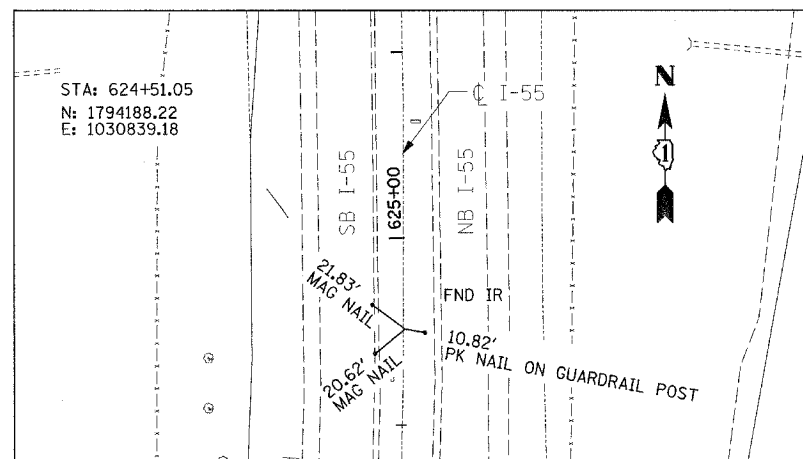 STA: 624+51.05
N: 1794188.22
E: 1030839.18
℄ I-55
N
1
SB I-55
625+00
NB I-55
21.83'
MAG NAIL
FND IR
10.82'
PK NAIL ON GUARDRAIL POST
20.62'
MAG NAIL